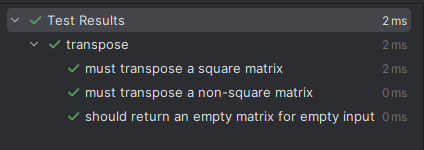 Test Results 2 ms
transpose 2 ms
must transpose a square matrix 2 ms
must transpose a non-square matrix 0 ms
should return an empty matrix for empty input 0 ms